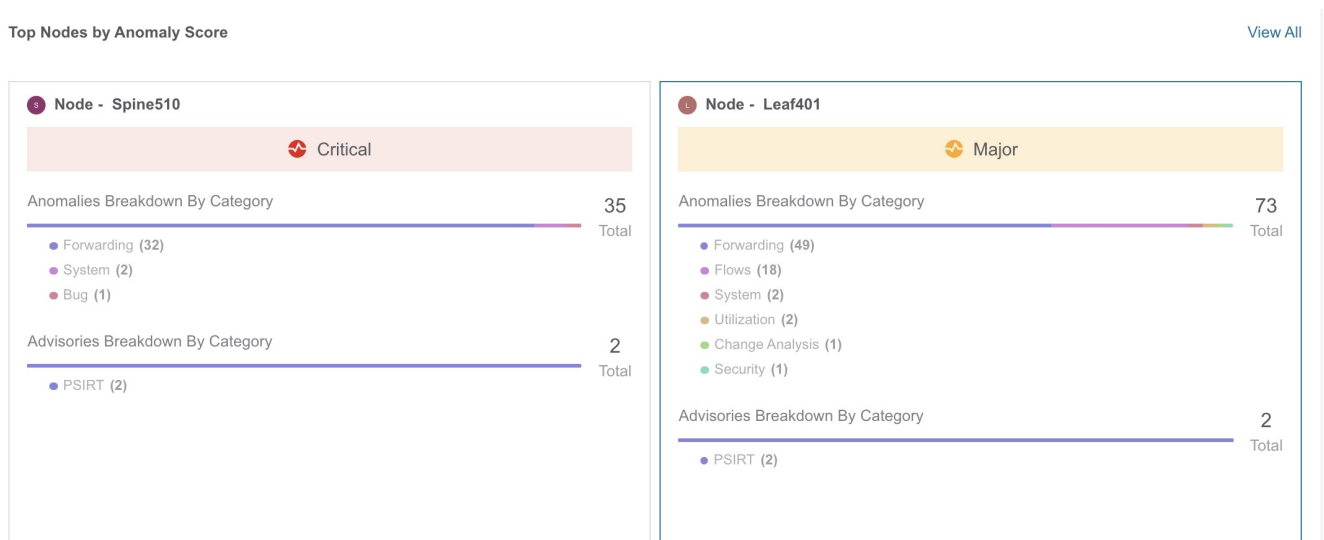 Top Nodes by Anomaly Score
View All
S Node - Spine510
Critical
Anomalies Breakdown By Category
35
Total
Forwarding (32)
System (2)
Bug (1)
Advisories Breakdown By Category
2
Total
PSIRT (2)
L Node - Leaf401
Major
Anomalies Breakdown By Category
73
Total
Forwarding (49)
Flows (18)
System (2)
Utilization (2)
Change Analysis (1)
Security (1)
Advisories Breakdown By Category
2
Total
PSIRT (2)